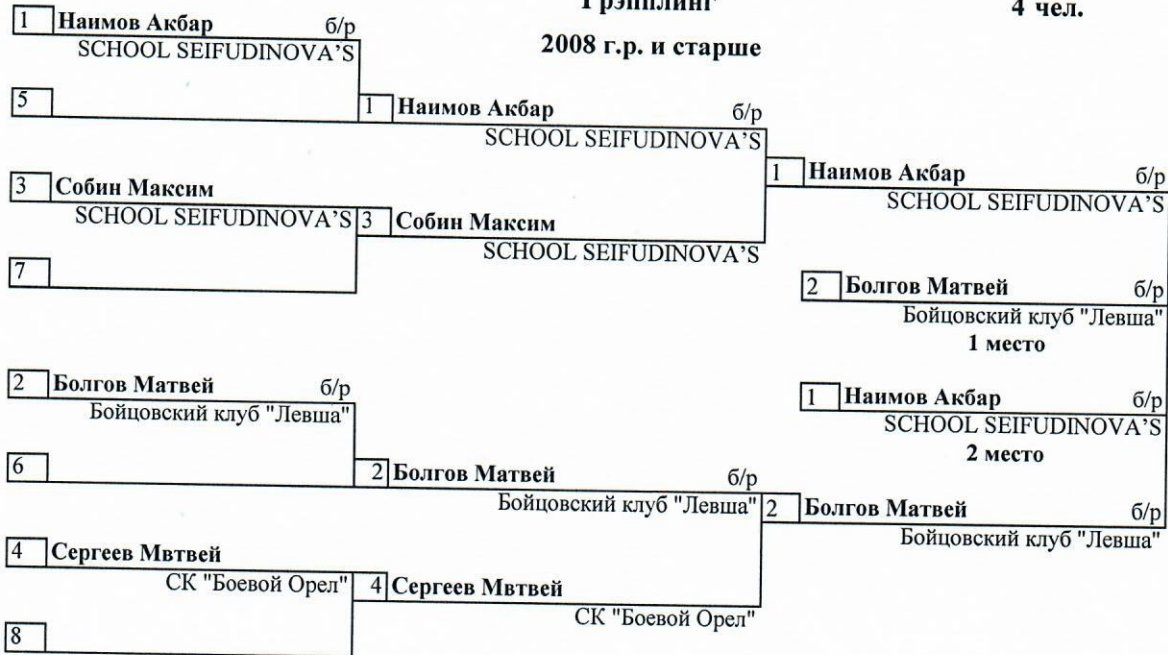 Грэпплинг
4 чел.
2008 г.р. и старше
1 Наимов Акбар б/р
SCHOOL SEIFUDINOVA'S
5
1 Наимов Акбар б/р
SCHOOL SEIFUDINOVA'S
3 Собин Максим
SCHOOL SEIFUDINOVA'S
7
3 Собин Максим
SCHOOL SEIFUDINOVA'S
1 Наимов Акбар б/р
SCHOOL SEIFUDINOVA'S
2 Болгов Матвей б/р
Бойцовский клуб "Левша"
1 место
1 Наимов Акбар б/р
SCHOOL SEIFUDINOVA'S
2 место
2 Болгов Матвей б/р
Бойцовский клуб "Левша"
6
2 Болгов Матвей б/р
Бойцовский клуб "Левша"
2 Болгов Матвей б/р
Бойцовский клуб "Левша"
4 Сергеев Мвтвей
СК "Боевой Орел"
8
4 Сергеев Мвтвей
СК "Боевой Орел"